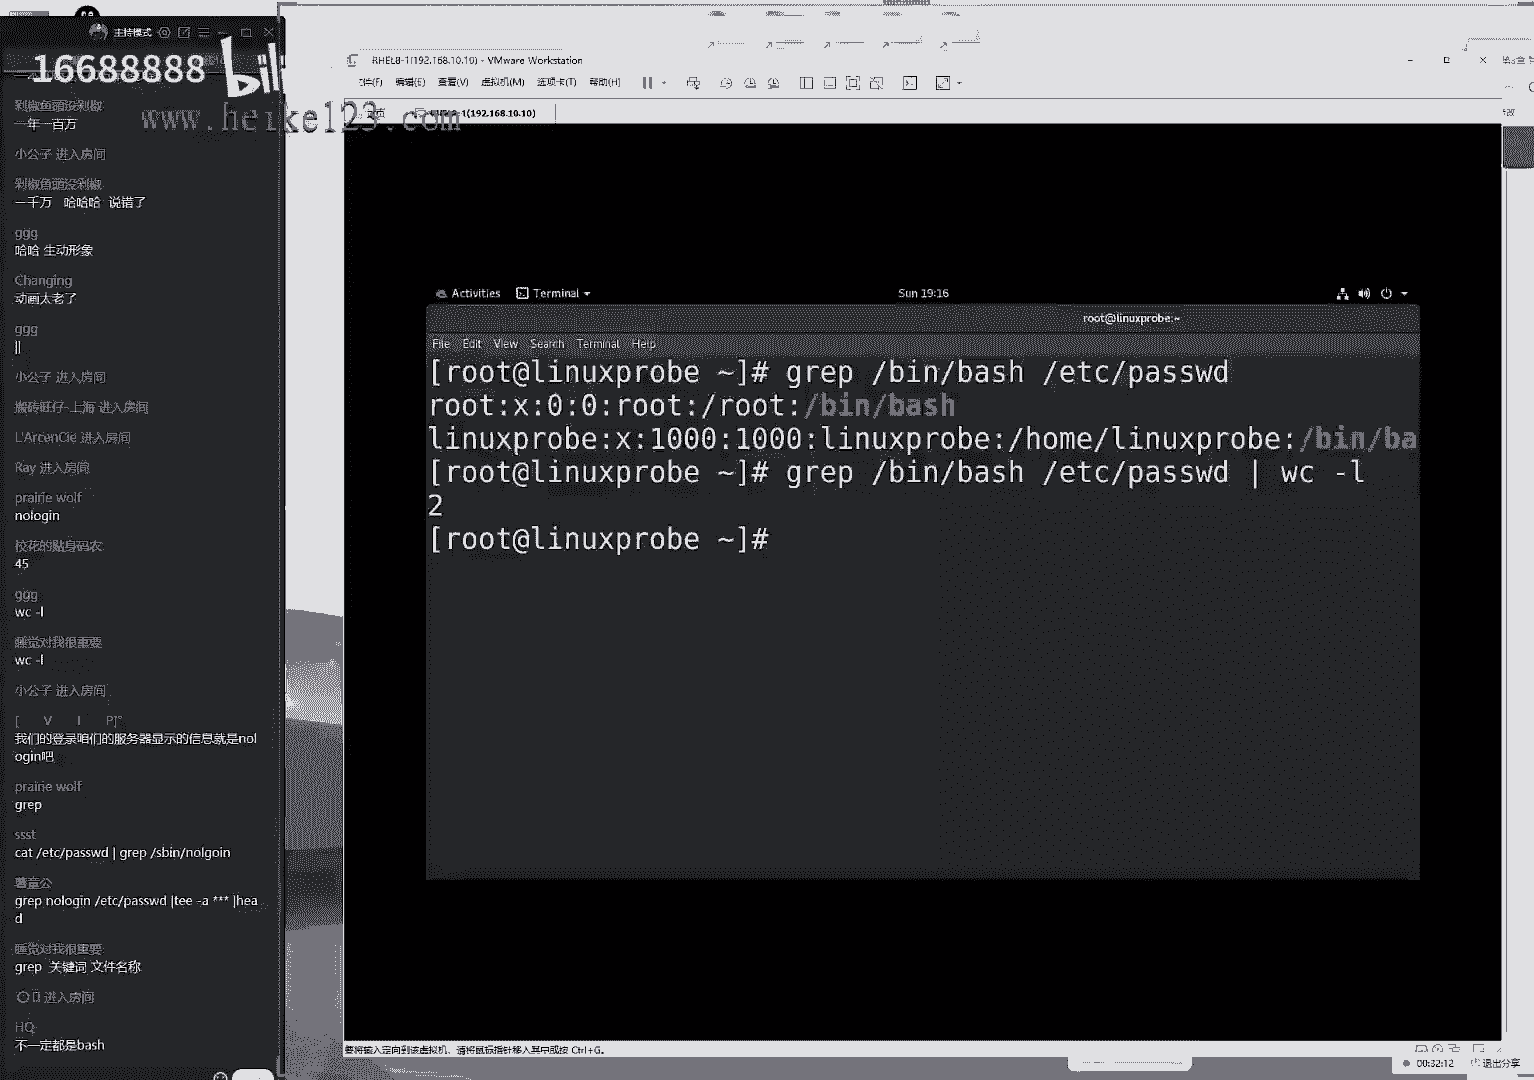 主持模式
16688888
bili
www.heike123.com
剁椒鱼头没剁椒
一年一百万
小公子 进入房间
剁椒鱼头没剁椒
一千万 哈哈哈 说错了
ggg
哈哈 生动形象
Changing
动画太老了
ggg
||
小公子 进入房间
搬砖旺仔-上海 进入房间
L'ArcenCie 进入房间
Ray 进入房间
prairie wolf
nologin
校花的贴身码农
45
ggg
wc -l
睡觉对我很重要
wc -l
小公子 进入房间
[ V I P]°
我们的登录咱们的服务器显示的信息就是nol
ogin吧
prairie wolf
grep
ssst
cat /etc/passwd | grep /sbin/nolgoin
薯童公
grep nologin /etc/passwd |tee -a *** |hea
d
睡觉对我很重要
grep 关键词 文件名称
进入房间
HQ
不一定都是bash
RHEL8-1(192.168.10.10) - VMware Workstation
编辑(E) 查看(V) 虚拟机(M) 选项卡(T) 帮助(H)
主页
RHEL8-1(192.168.10.10)
Activities Terminal Sun 19:16
root@linuxprobe:~
File Edit View Search Terminal Help
[root@linuxprobe ~]# grep /bin/bash /etc/passwd
root:x:0:0:root:/root:/bin/bash
linuxprobe:x:1000:1000:linuxprobe:/home/linuxprobe:/bin/ba
[root@linuxprobe ~]# grep /bin/bash /etc/passwd | wc -l
2
[root@linuxprobe ~]#
要将输入定向到该虚拟机，请将鼠标指针移入其中或按 Ctrl+G。
00:32:12 退出分享